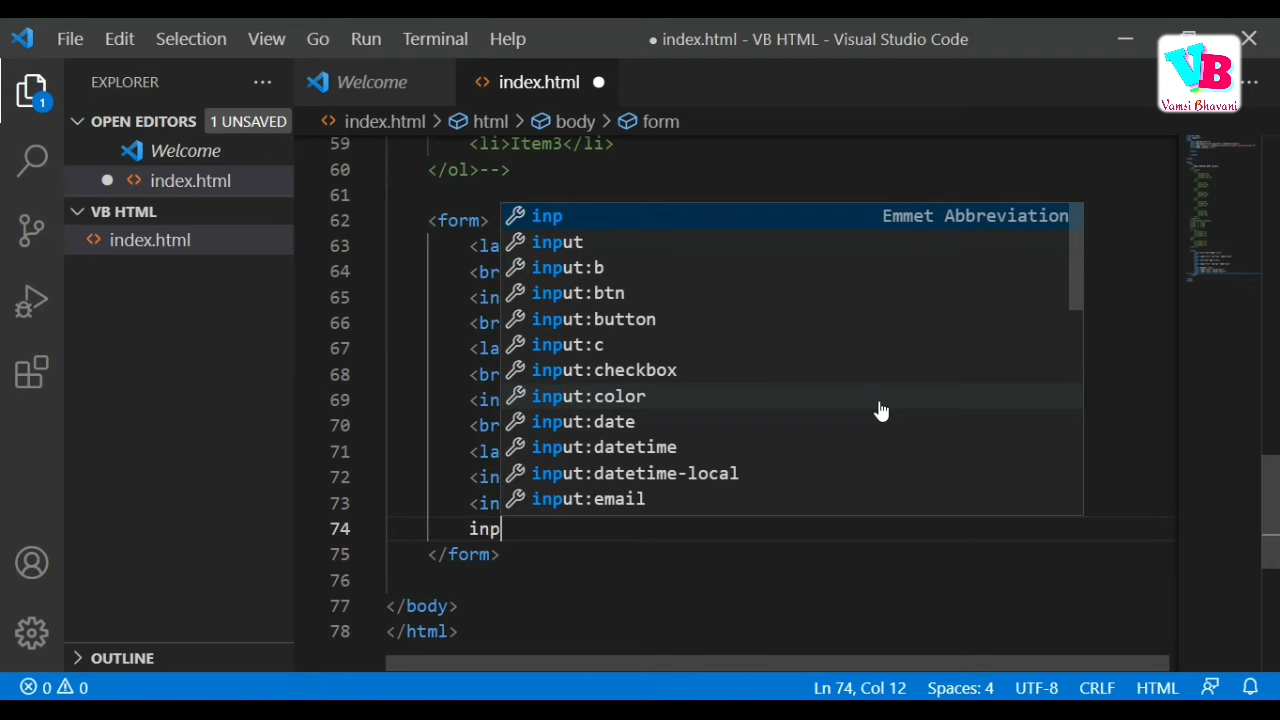 File Edit Selection View Go Run Terminal Help
● index.html - VB HTML - Visual Studio Code
VB
Vamsi Bhavani
EXPLORER ...
OPEN EDITORS 1 UNSAVED
Welcome
● index.html
VB HTML
index.html
OUTLINE
1
Welcome
index.html ●
index.html > html > body > form
59 <li>Item3</li>
60 </ol>-->
61
62 <form>
63 <la
64 <br
65 <in
66 <br
67 <la
68 <br
69 <in
70 <br
71 <la
72 <in
73 <in
74 inp
75 </form>
76
77 </body>
78 </html>
inp Emmet Abbreviation
input
input:b
input:btn
input:button
input:c
input:checkbox
input:color
input:date
input:datetime
input:datetime-local
input:email
0 0 Ln 74, Col 12 Spaces: 4 UTF-8 CRLF HTML